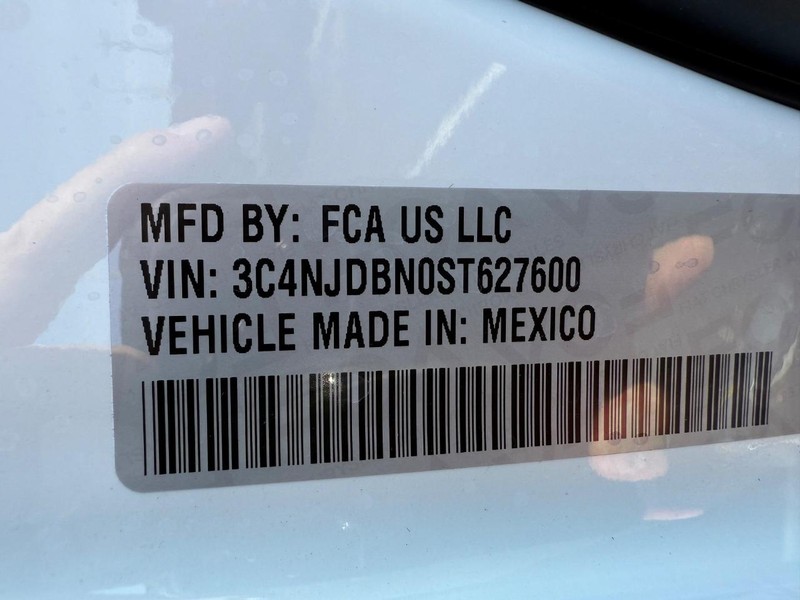 MFD BY: FCA US LLC
VIN: 3C4NJDBN0ST627600
VEHICLE MADE IN: MEXICO